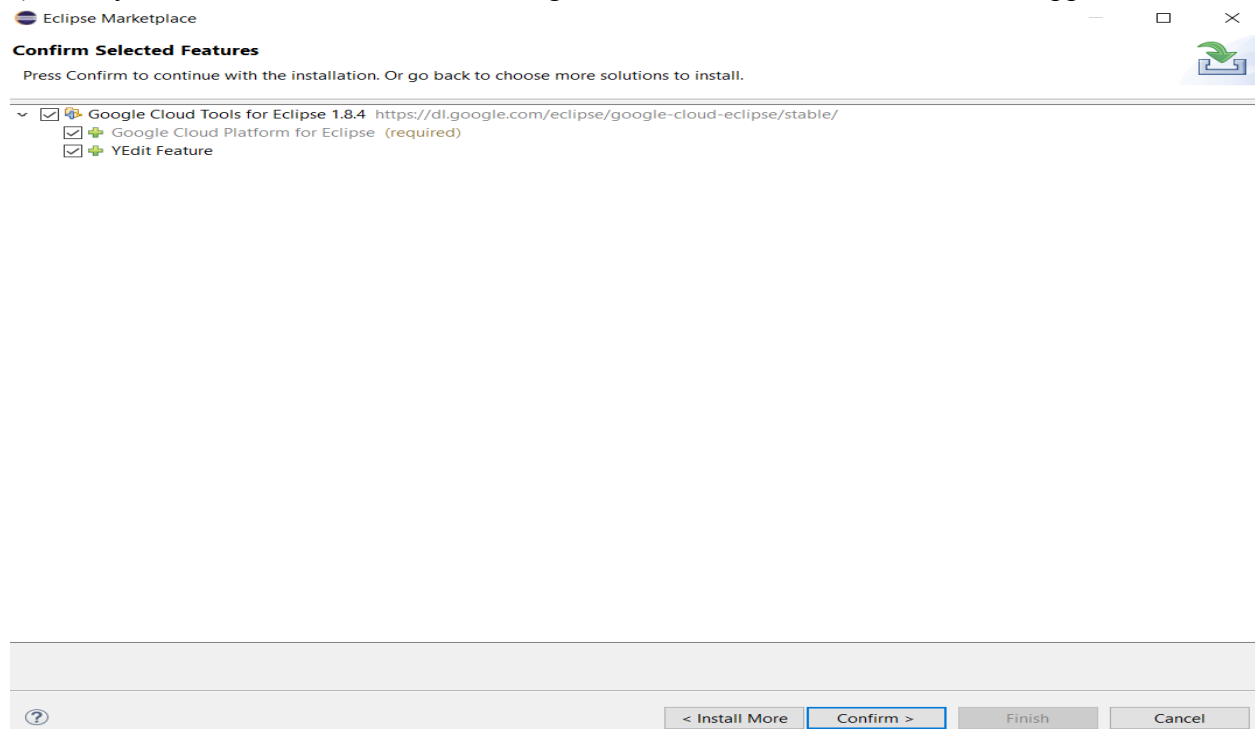 Eclipse Marketplace
Confirm Selected Features
Press Confirm to continue with the installation. Or go back to choose more solutions to install.
Google Cloud Tools for Eclipse 1.8.4 https://dl.google.com/eclipse/google-cloud-eclipse/stable/
Google Cloud Platform for Eclipse (required)
YEdit Feature
? < Install More Confirm > Finish Cancel